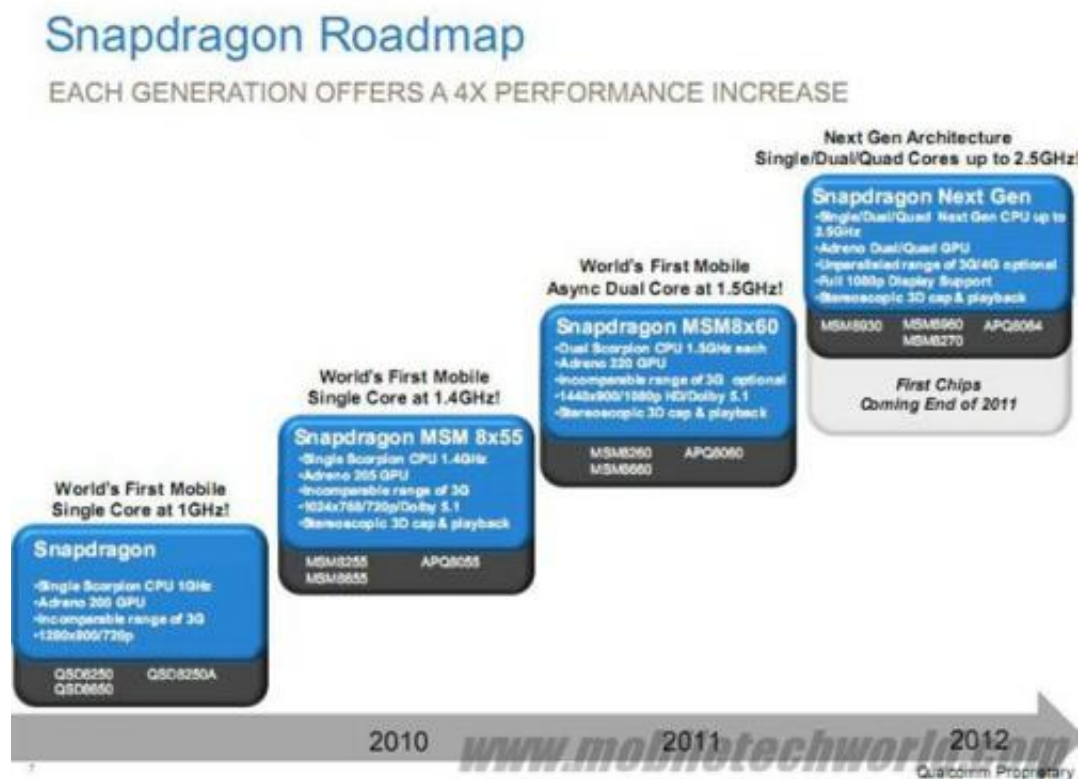 Snapdragon Roadmap
EACH GENERATION OFFERS A 4X PERFORMANCE INCREASE
World's First Mobile
Single Core at 1GHz!
Snapdragon
•Single Scorpion CPU 1GHz
•Adreno 200 GPU
•Incomparable range of 3G
•1280x800/720p
QSD8250 QSD8250A
QSD8650
World's First Mobile
Single Core at 1.4GHz!
Snapdragon MSM 8x55
•Single Scorpion CPU 1.4GHz
•Adreno 205 GPU
•Incomparable range of 3G
•1024x768/720p/Dolby 5.1
•Stereoscopic 3D cap & playback
MSM8255 APQ8055
MSM8655
World's First Mobile
Async Dual Core at 1.5GHz!
Snapdragon MSM8x60
•Dual Scorpion CPU 1.5GHz each
•Adreno 220 GPU
•Incomparable range of 3G optional
•1440x900/1080p HD/Dolby 5.1
•Stereoscopic 3D cap & playback
MSM8260 APQ8060
MSM8660
Next Gen Architecture
Single/Dual/Quad Cores up to 2.5GHz!
Snapdragon Next Gen
•Single/Dual/Quad Next Gen CPU up to
2.5GHz
•Adreno Dual/Quad GPU
•Unparalleled range of 3G/4G optional
•Full 1080p Display Support
•Stereoscopic 3D cap & playback
MSM8930 MSM8960 APQ8064
MSM8270
First Chips
Coming End of 2011
2010 2011 2012
www.mobiletechworld.com
Qualcomm Proprietary
7